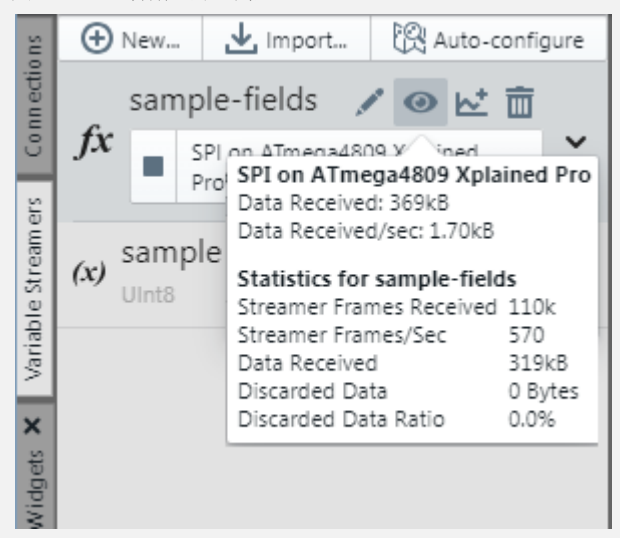 New... Import... Auto-configure
Connections
sample-fields
fx
SPI on ATmega4809 Xplained
Pro
SPI on ATmega4809 Xplained Pro
Data Received: 369kB
Data Received/sec: 1.70kB
Variable Streamers
(x) sample
UInt8
Statistics for sample-fields
Streamer Frames Received 110k
Streamer Frames/Sec 570
Data Received 319kB
Discarded Data 0 Bytes
Discarded Data Ratio 0.0%
Widgets